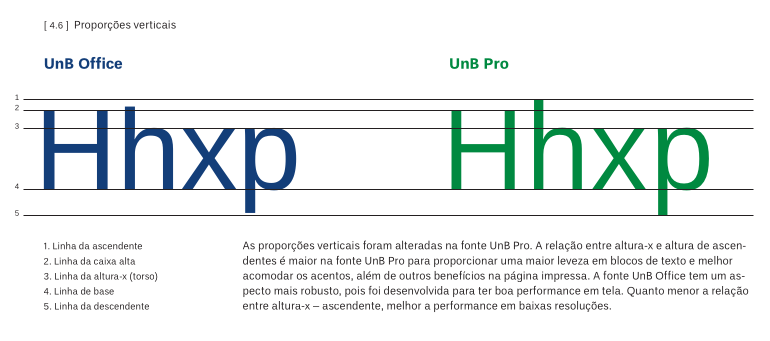 [ 4.6 ] Proporções verticais
UnB Office
UnB Pro
1
2
3
4
5
Hhxp
Hhxp
1. Linha da ascendente
2. Linha da caixa alta
3. Linha da altura-x (torso)
4. Linha de base
5. Linha da descendente
As proporções verticais foram alteradas na fonte UnB Pro. A relação entre altura-x e altura de ascen-
dentes é maior na fonte UnB Pro para proporcionar uma maior leveza em blocos de texto e melhor
acomodar os acentos, além de outros benefícios na página impressa. A fonte UnB Office tem um as-
pecto mais robusto, pois foi desenvolvida para ter boa performance em tela. Quanto menor a relação
entre altura-x – ascendente, melhor a performance em baixas resoluções.